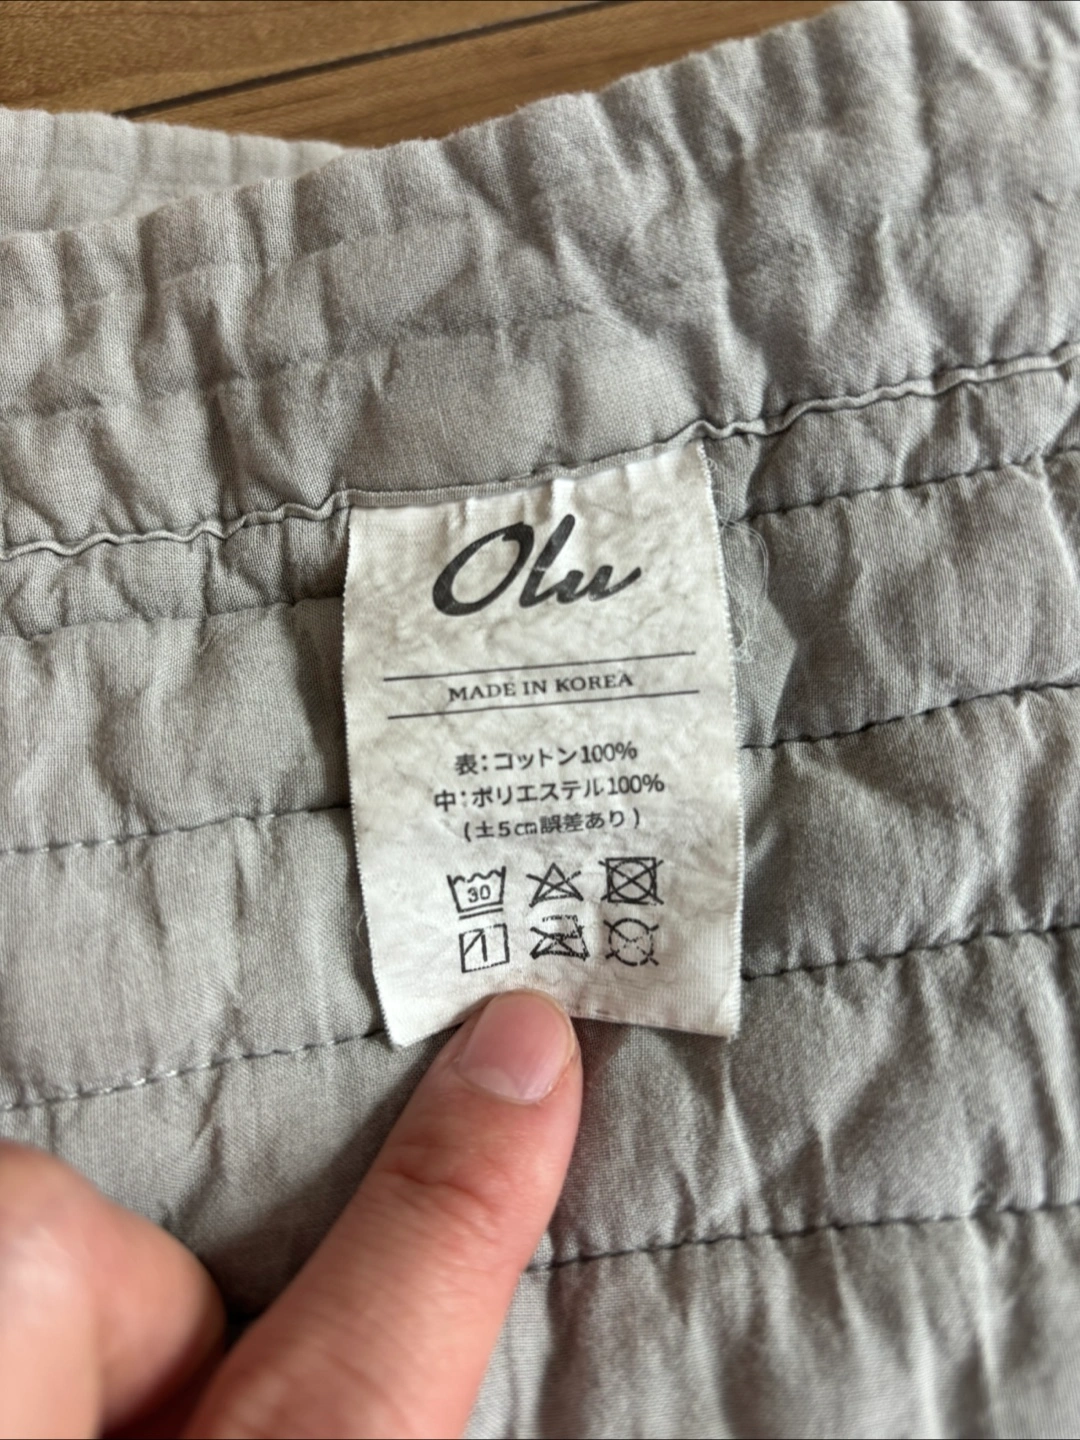 Olu
MADE IN KOREA
表:コットン100%
中:ポリエステル100%
(±5㎝誤差あり)
30